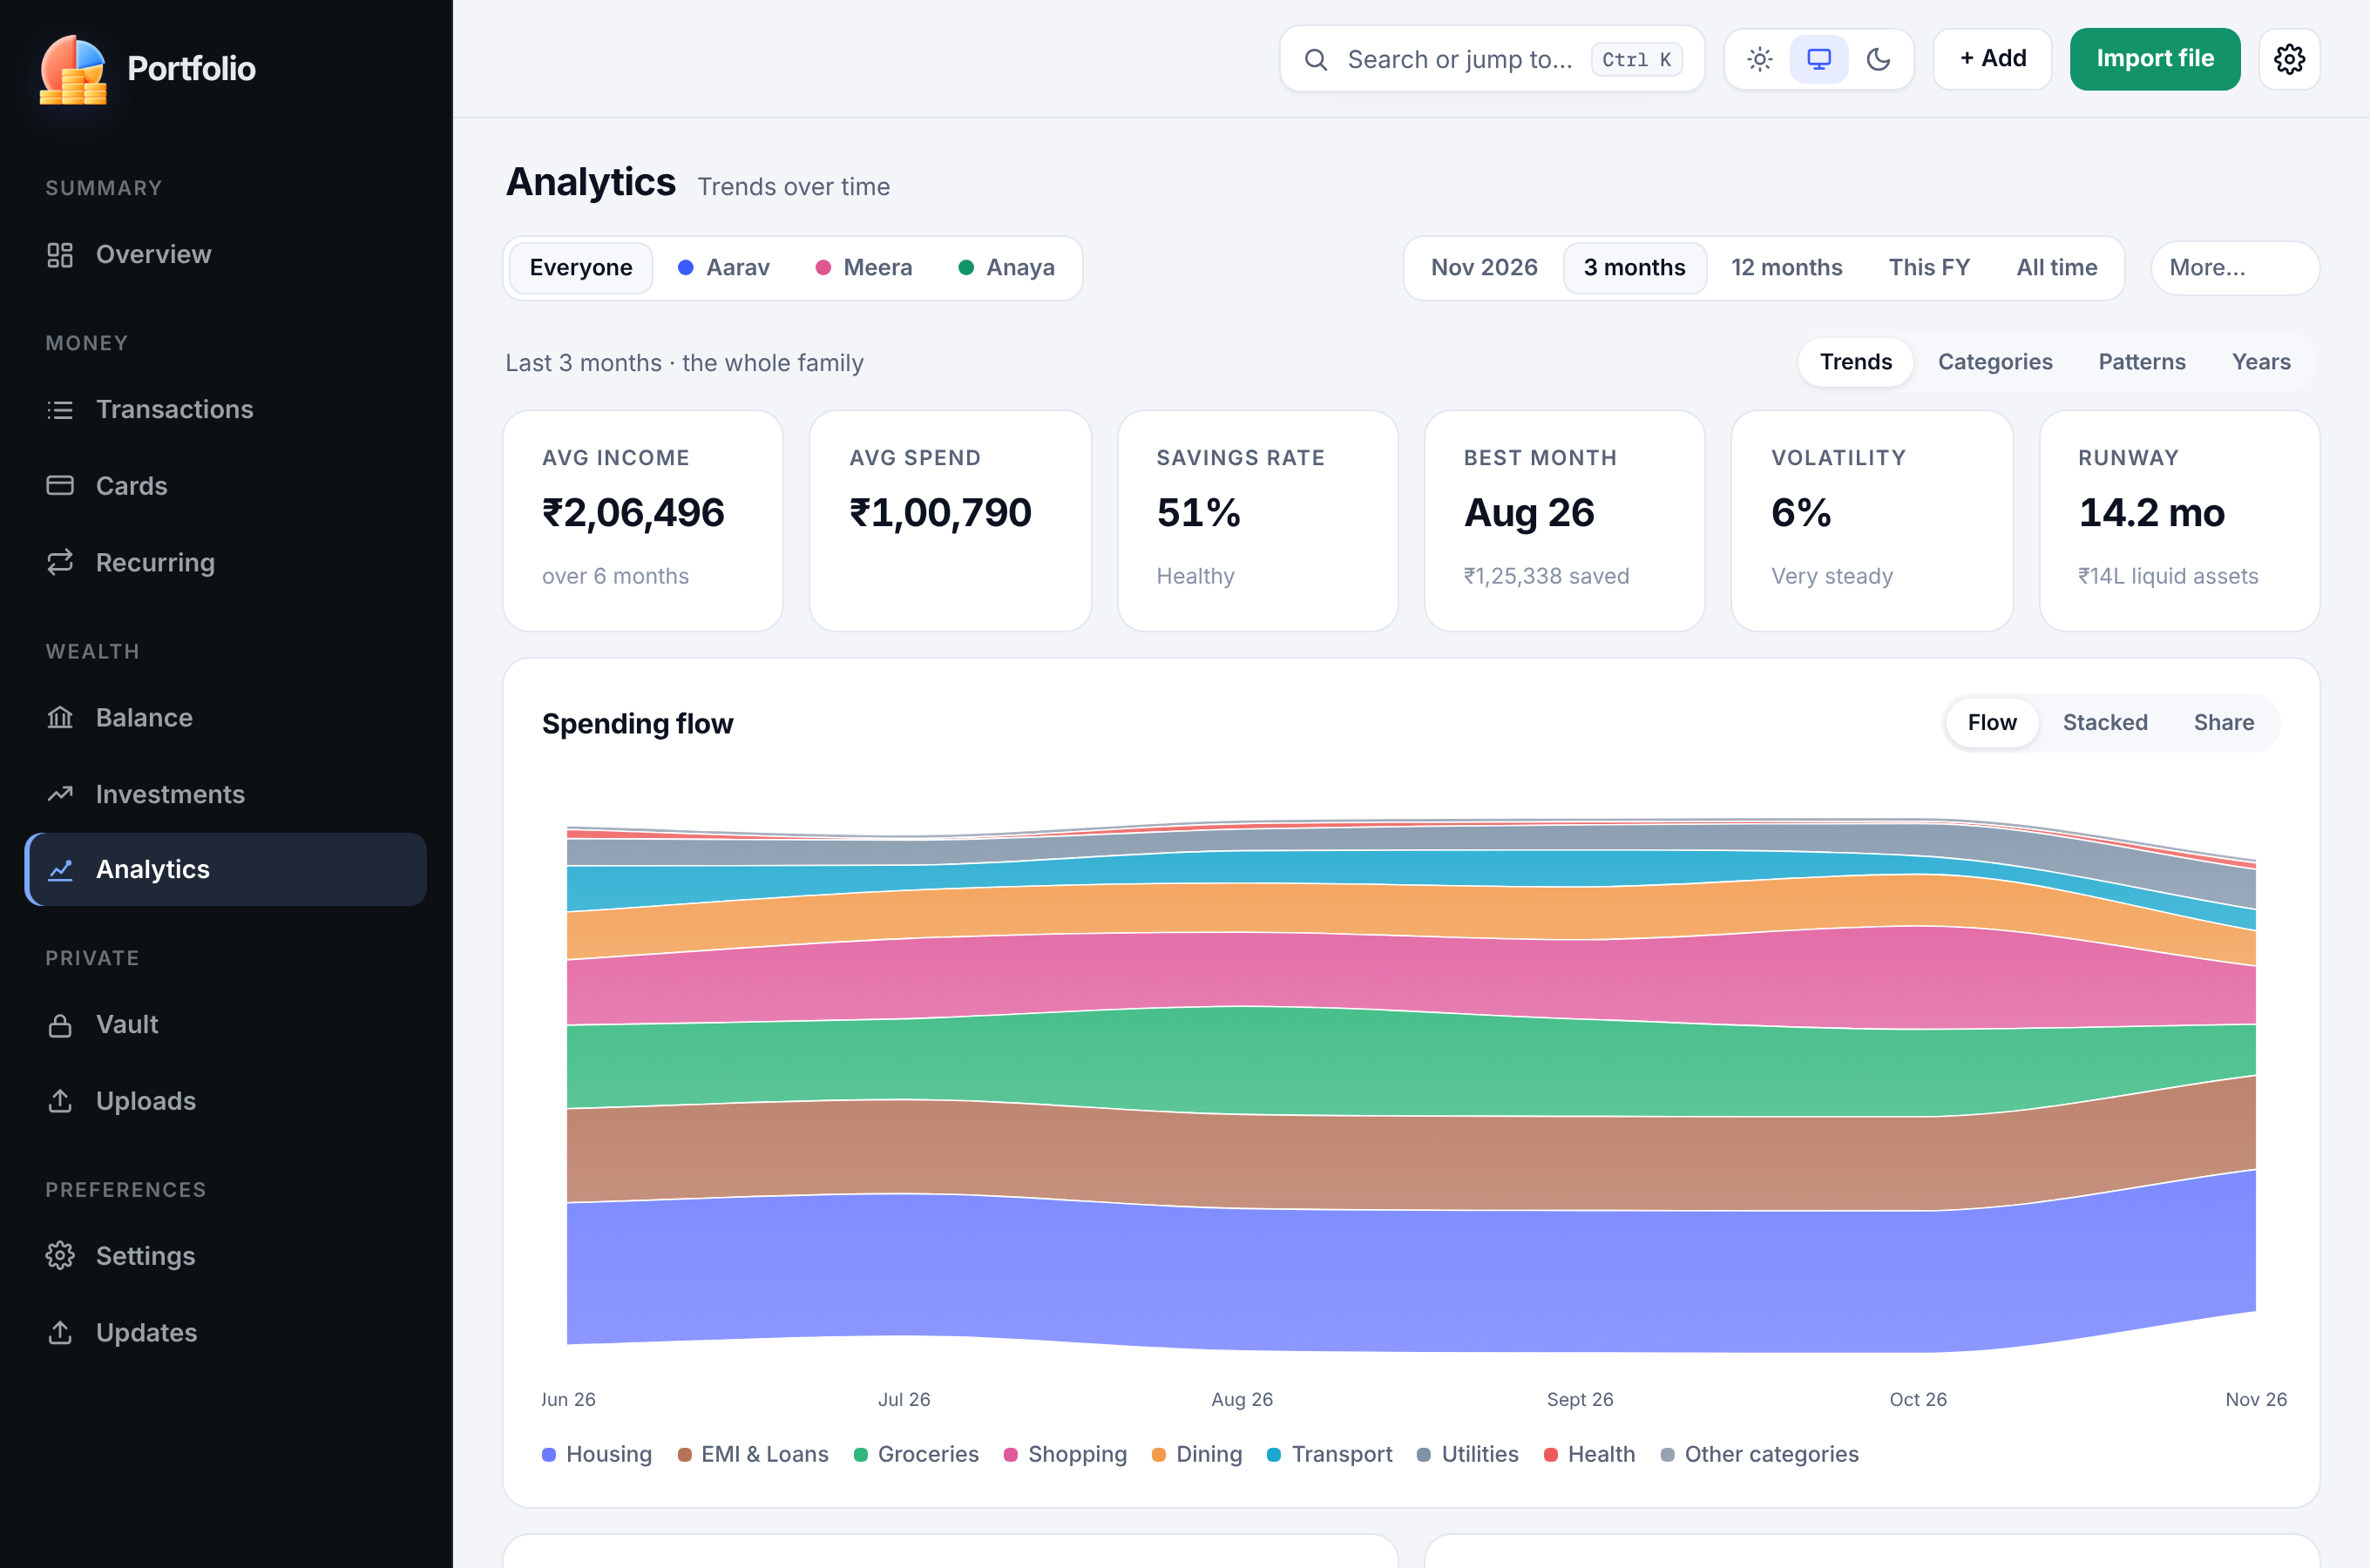 Portfolio
Search or jump to...
Ctrl K
+ Add
Import file
SUMMARY
Overview
MONEY
Transactions
Cards
Recurring
WEALTH
Balance
Investments
Analytics
PRIVATE
Vault
Uploads
PREFERENCES
Settings
Updates
Analytics Trends over time
Everyone Aarav Meera Anaya
Nov 2026 3 months 12 months This FY All time More...
Last 3 months · the whole family
Trends Categories Patterns Years
AVG INCOME
₹2,06,496
over 6 months
AVG SPEND
₹1,00,790
SAVINGS RATE
51%
Healthy
BEST MONTH
Aug 26
₹1,25,338 saved
VOLATILITY
6%
Very steady
RUNWAY
14.2 mo
₹14L liquid assets
Spending flow
Flow Stacked Share
Jun 26 Jul 26 Aug 26 Sept 26 Oct 26 Nov 26
Housing EMI & Loans Groceries Shopping Dining Transport Utilities Health Other categories